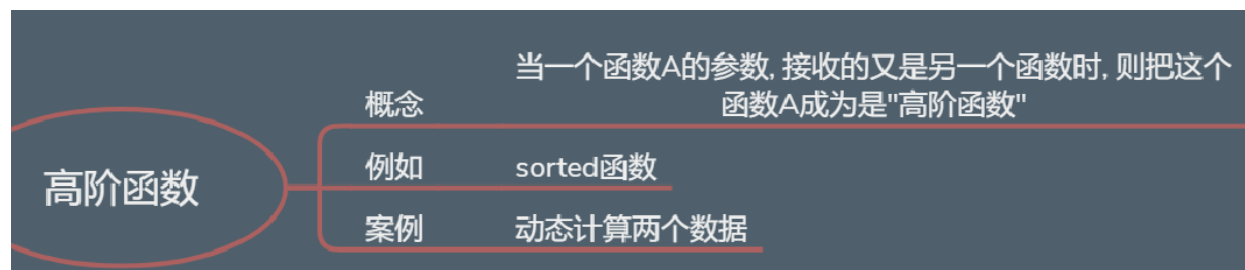 高阶函数
概念
当一个函数A的参数, 接收的又是另一个函数时, 则把这个
函数A成为是"高阶函数"
例如
sorted函数
案例
动态计算两个数据